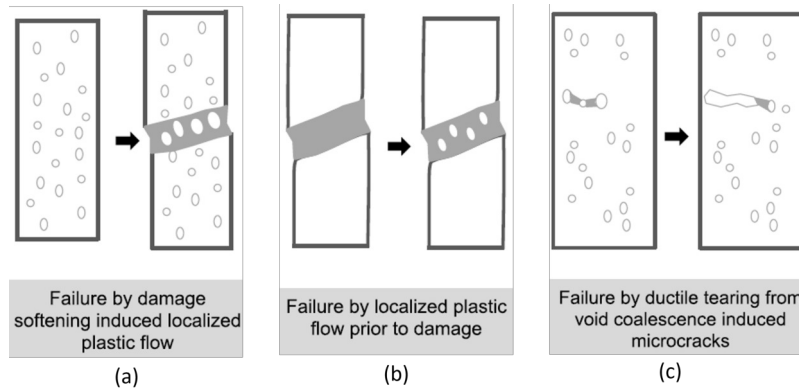 Failure by damage
softening induced localized
plastic flow
(a)
Failure by localized plastic
flow prior to damage
(b)
Failure by ductile tearing from
void coalescence induced
microcracks
(c)